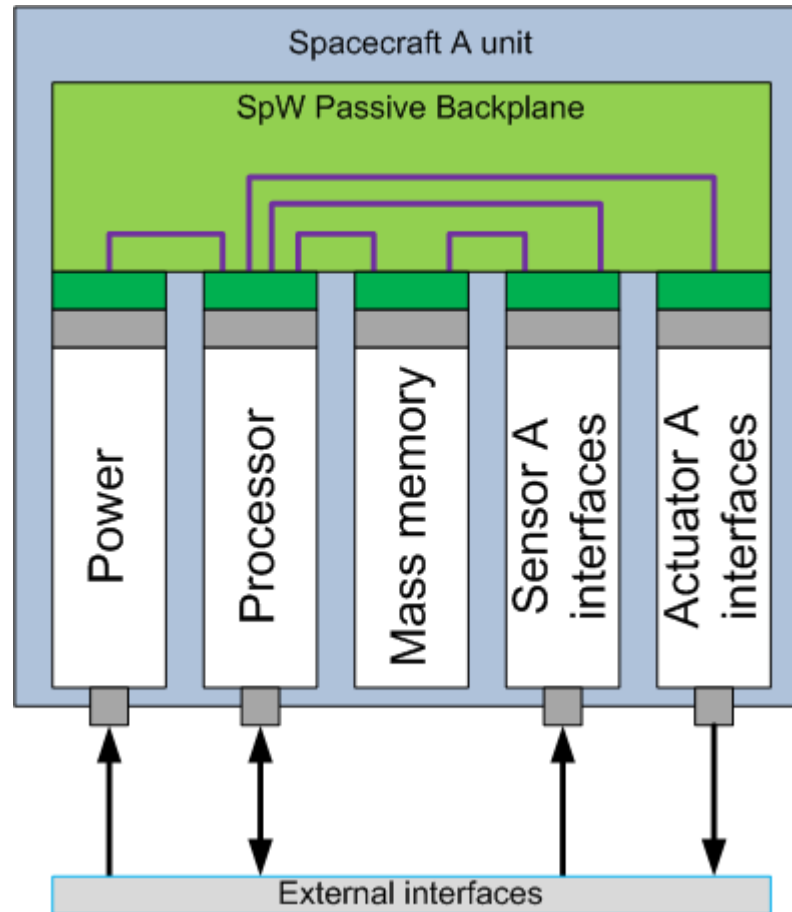 Spacecraft A unit
SpW Passive Backplane
Power
Processor
Mass memory
Sensor A
interfaces
Actuator A
interfaces
External interfaces